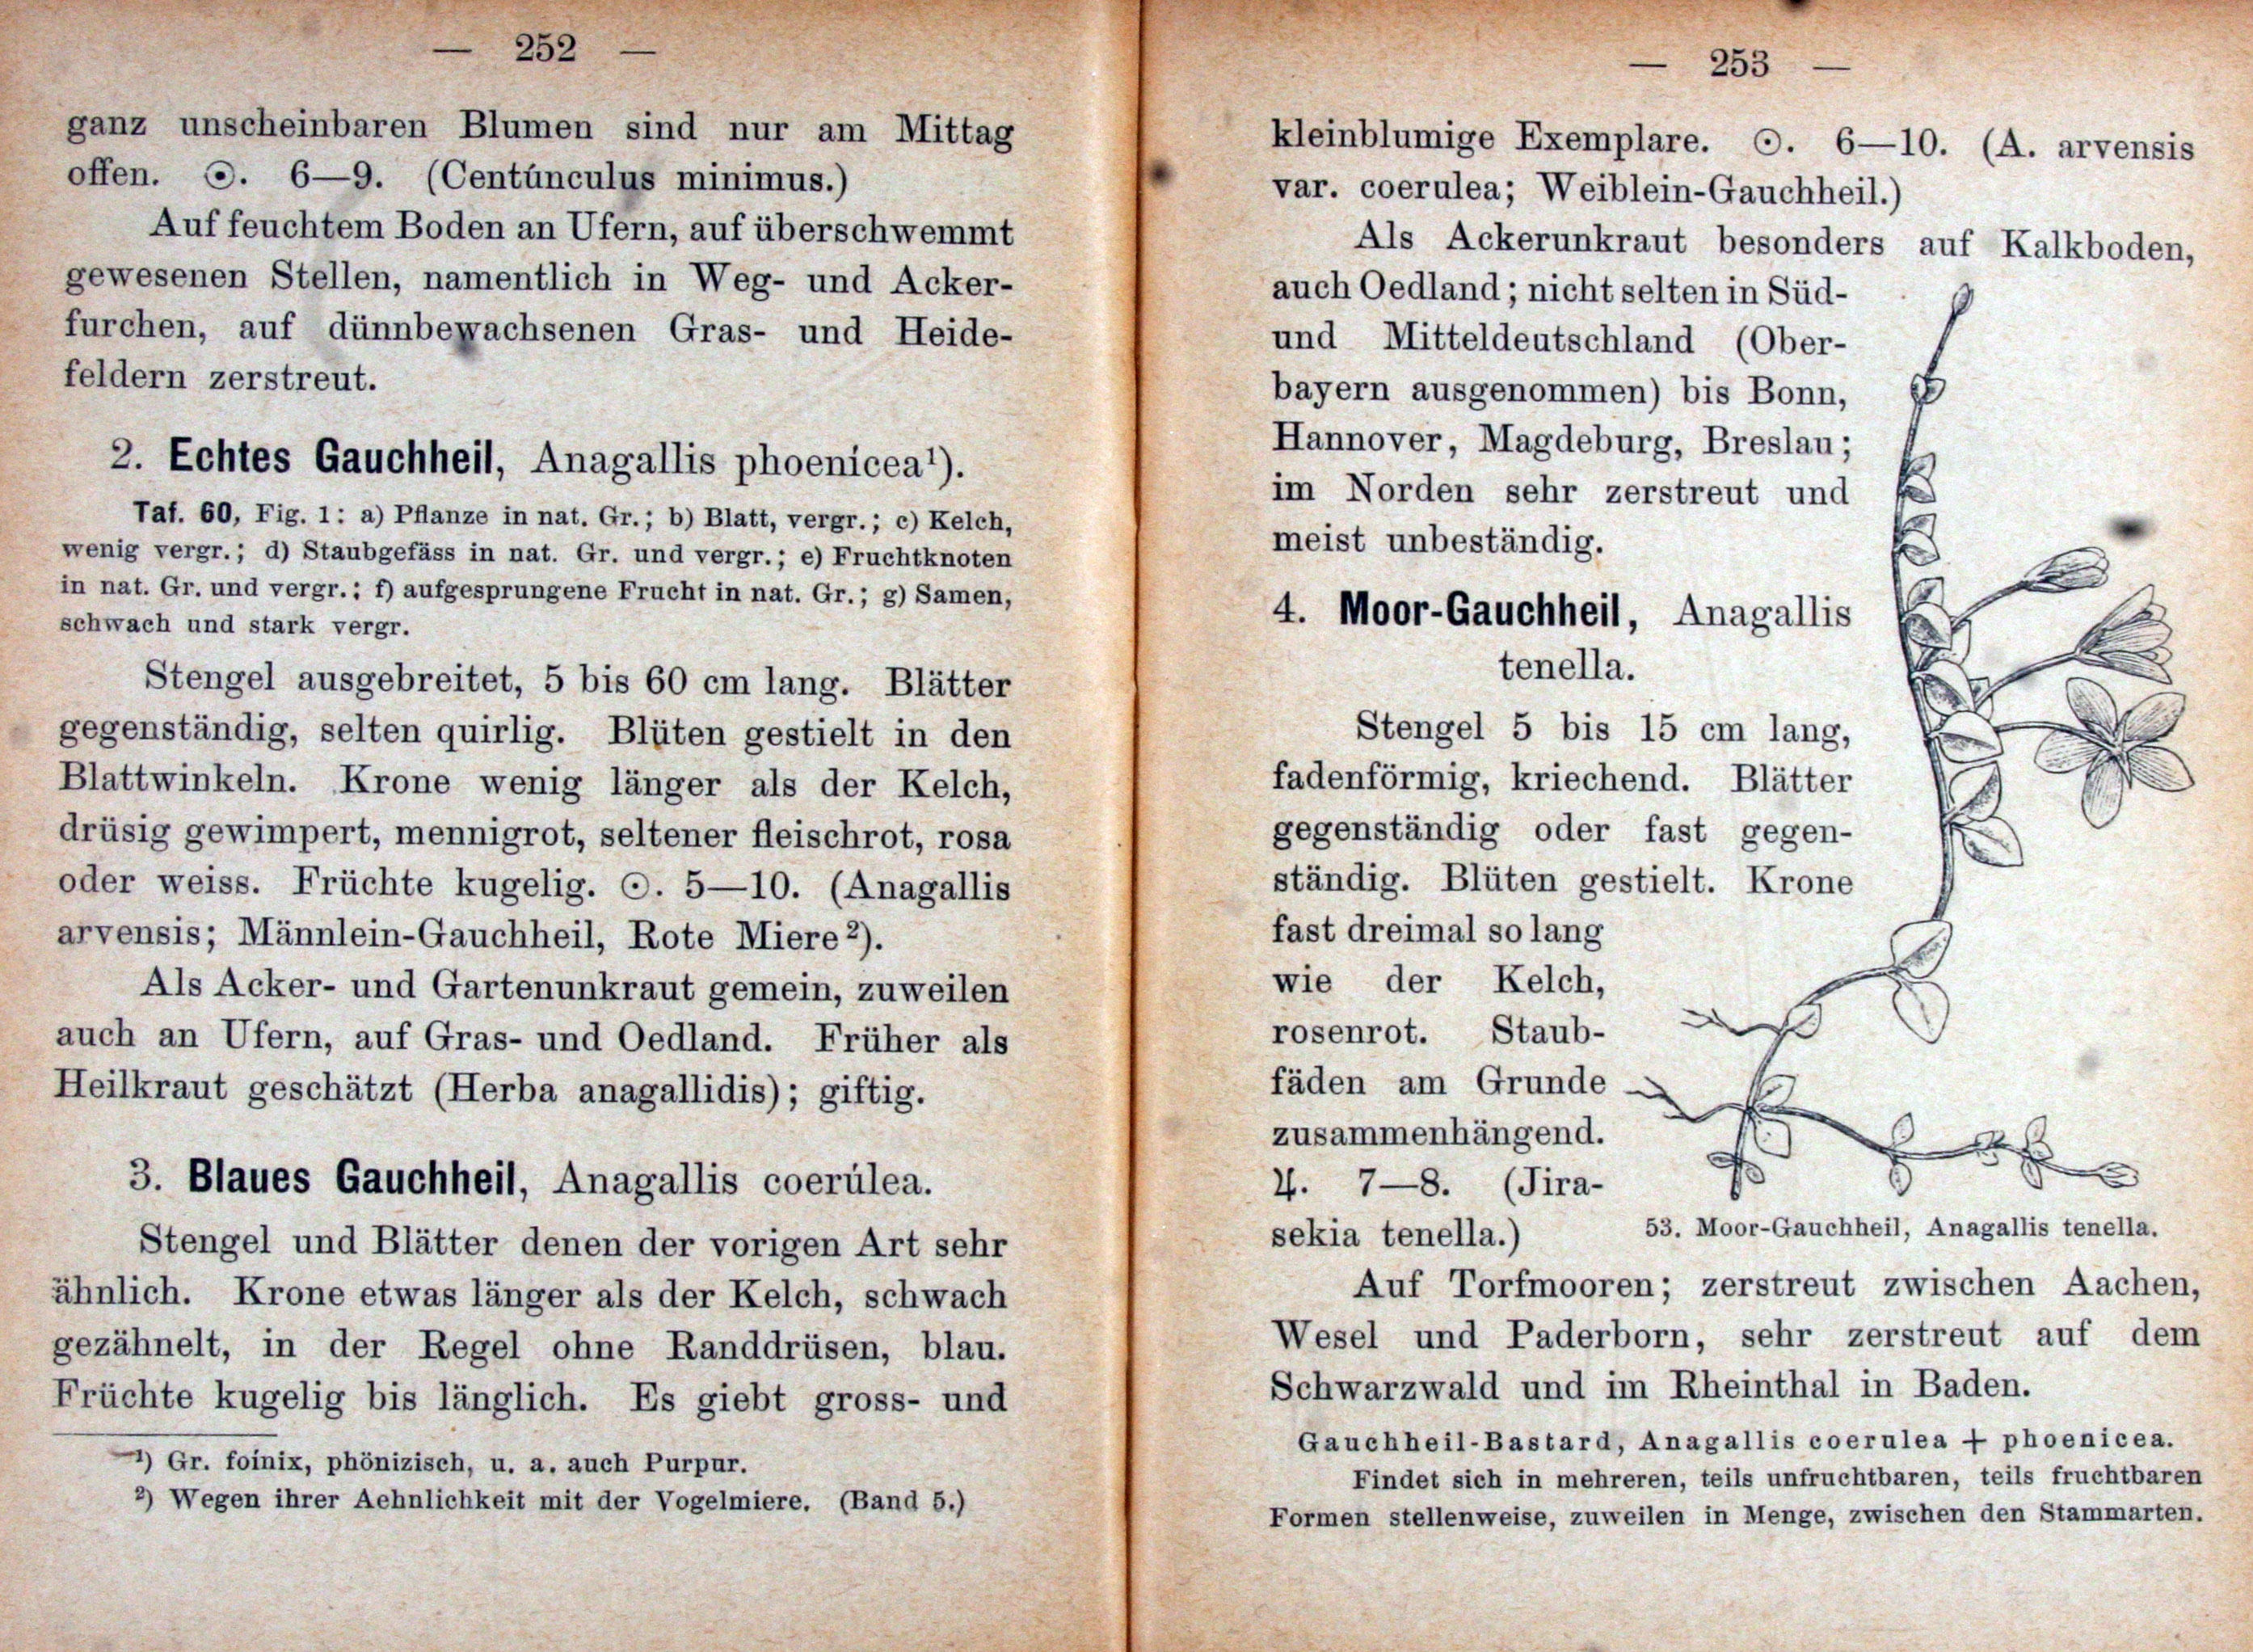 — 252 —
ganz unscheinbaren Blumen sind nur am Mittag
offen. ⊙. 6—9. (Centúnculus minimus.)
Auf feuchtem Boden an Ufern, auf überschwemmt
gewesenen Stellen, namentlich in Weg- und Acker-
furchen, auf dünnbewachsenen Gras- und Heide-
feldern zerstreut.
2. Echtes Gauchheil, Anagallis phoenícea¹).
Taf. 60, Fig. 1: a) Pflanze in nat. Gr.; b) Blatt, vergr.; c) Kelch,
wenig vergr.; d) Staubgefäss in nat. Gr. und vergr.; e) Fruchtknoten
in nat. Gr. und vergr.; f) aufgesprungene Frucht in nat. Gr.; g) Samen,
schwach und stark vergr.
Stengel ausgebreitet, 5 bis 60 cm lang. Blätter
gegenständig, selten quirlig. Blüten gestielt in den
Blattwinkeln. Krone wenig länger als der Kelch,
drüsig gewimpert, mennigrot, seltener fleischrot, rosa
oder weiss. Früchte kugelig. ⊙. 5—10. (Anagallis
arvensis; Männlein-Gauchheil, Rote Miere²).
Als Acker- und Gartenunkraut gemein, zuweilen
auch an Ufern, auf Gras- und Oedland. Früher als
Heilkraut geschätzt (Herba anagallidis); giftig.
3. Blaues Gauchheil, Anagallis coerúlea.
Stengel und Blätter denen der vorigen Art sehr
ähnlich. Krone etwas länger als der Kelch, schwach
gezähnelt, in der Regel ohne Randdrüsen, blau.
Früchte kugelig bis länglich. Es giebt gross- und
¹) Gr. foínix, phönizisch, u. a. auch Purpur.
²) Wegen ihrer Aehnlichkeit mit der Vogelmiere. (Band 5.)
— 253 —
kleinblumige Exemplare. ⊙. 6—10. (A. arvensis
var. coerulea; Weiblein-Gauchheil.)
Als Ackerunkraut besonders auf Kalkboden,
auch Oedland; nicht selten in Süd-
und Mitteldeutschland (Ober-
bayern ausgenommen) bis Bonn,
Hannover, Magdeburg, Breslau;
im Norden sehr zerstreut und
meist unbeständig.
4. Moor-Gauchheil, Anagallis
tenella.
Stengel 5 bis 15 cm lang,
fadenförmig, kriechend. Blätter
gegenständig oder fast gegen-
ständig. Blüten gestielt. Krone
fast dreimal so lang
wie der Kelch,
rosenrot. Staub-
fäden am Grunde
zusammenhängend.
♃. 7—8. (Jira-
sekia tenella.)
53. Moor-Gauchheil, Anagallis tenella.
Auf Torfmooren; zerstreut zwischen Aachen,
Wesel und Paderborn, sehr zerstreut auf dem
Schwarzwald und im Rheinthal in Baden.
Gauchheil-Bastard, Anagallis coerulea + phoenicea.
Findet sich in mehreren, teils unfruchtbaren, teils fruchtbaren
Formen stellenweise, zuweilen in Menge, zwischen den Stammarten.